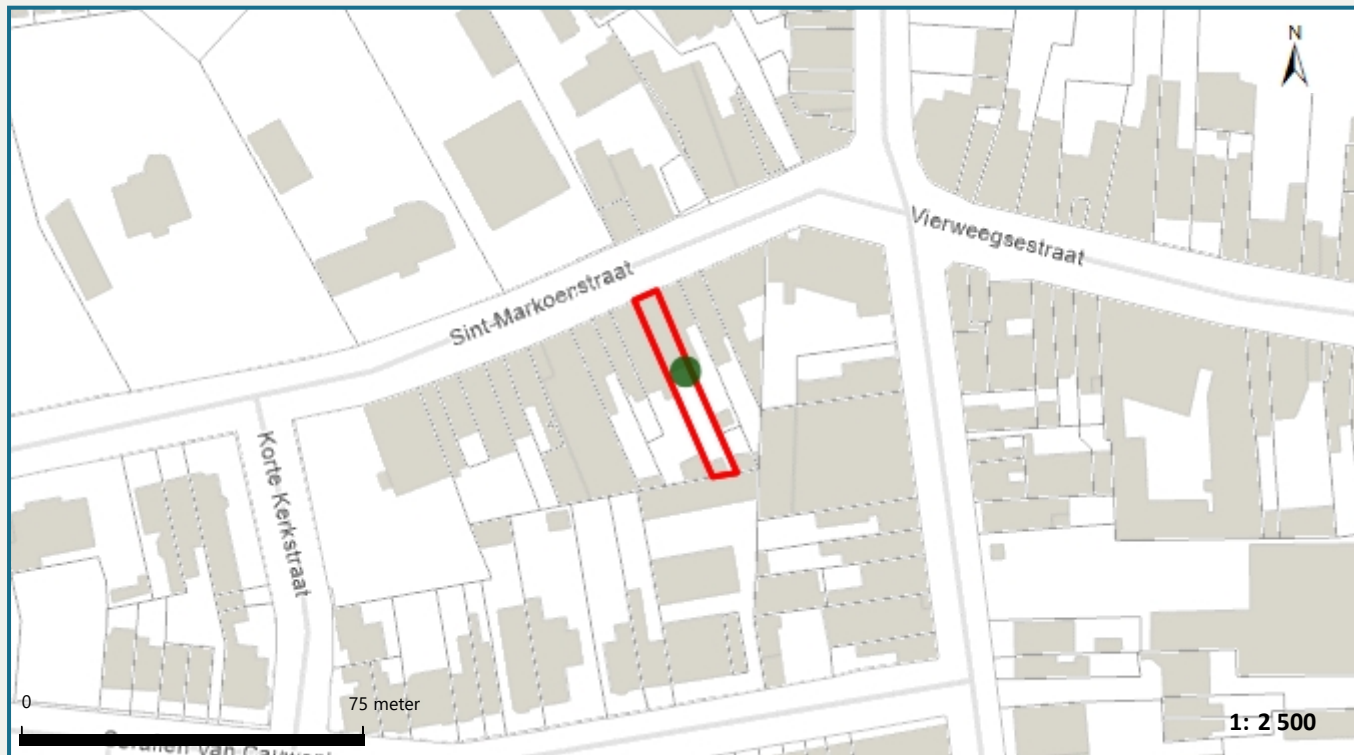 N
Vierweegsestraat
Sint-Markoenstraat
Korte Kerkstraat
0
75 meter
1: 2 500